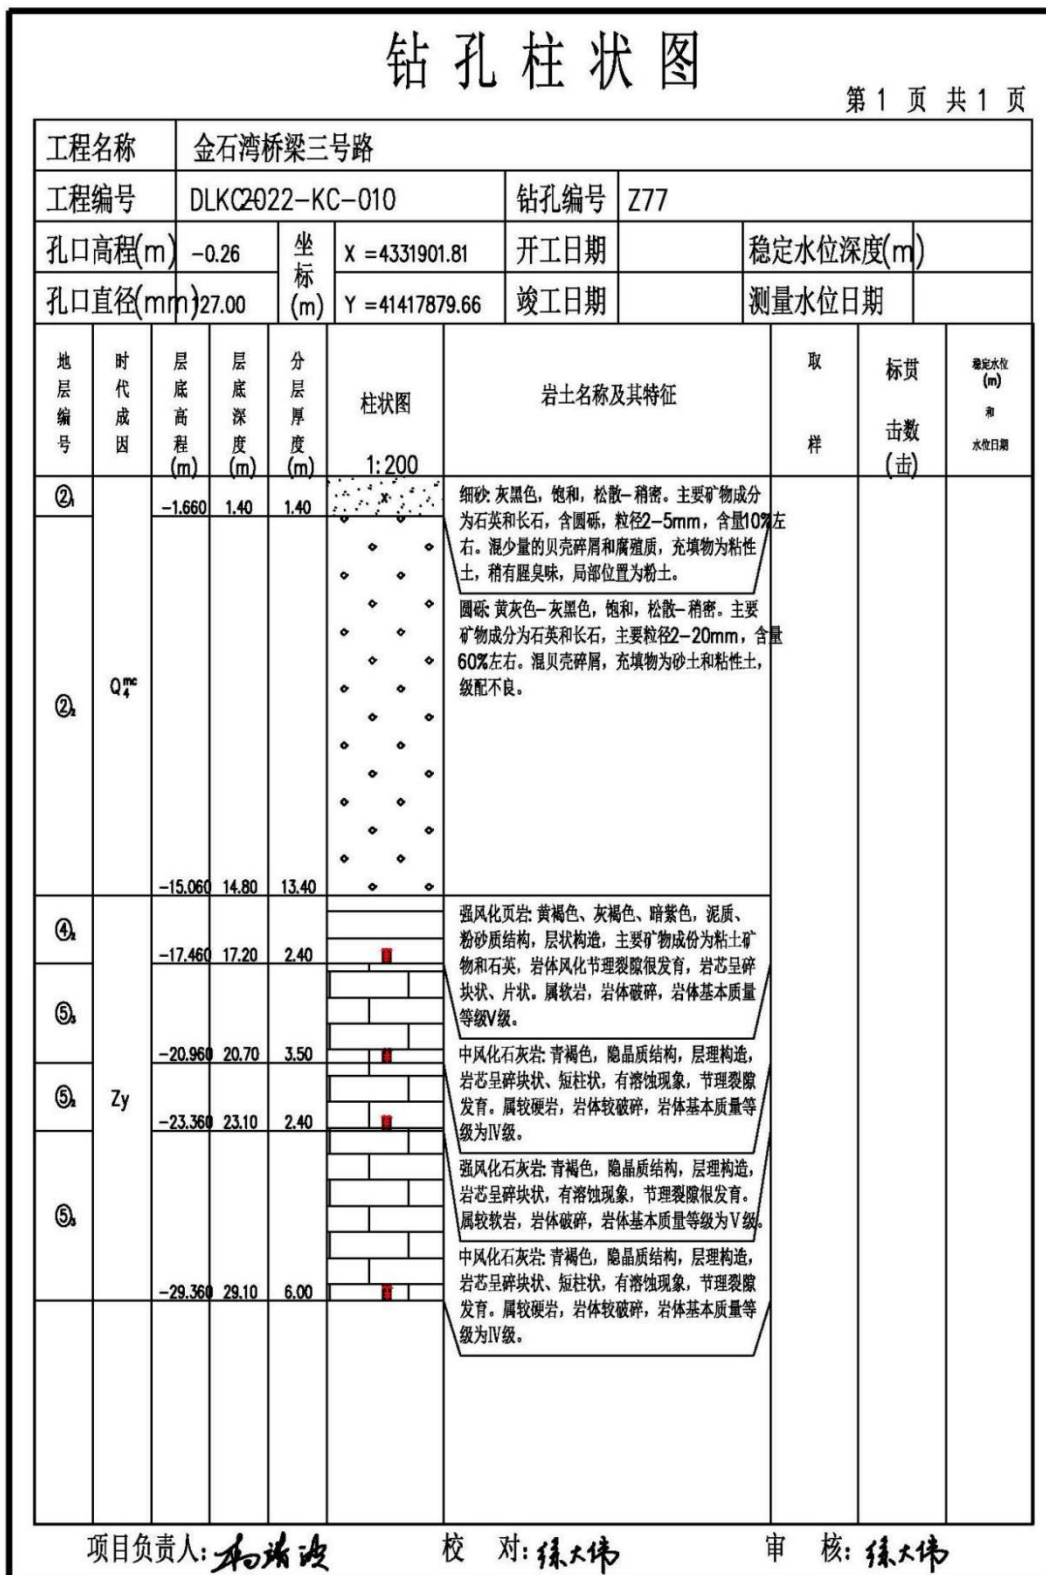 钻孔柱状图
第 1 页 共 1 页
工程名称 金石湾桥梁三号路
工程编号 DLKC-2022-KC-010 钻孔编号 Z77
孔口高程(m) -0.26 坐标(m) X =4331901.81 开工日期 稳定水位深度(m)
孔口直径(mm) 127.00 Y =41417879.66 竣工日期 测量水位日期
地层编号 时代成因 层底高程(m) 层底深度(m) 分层厚度(m) 柱状图 1:200 岩土名称及其特征 取样 标贯击数(击) 稳定水位(m)和水位日期
②₁ -1.660 1.40 1.40
细砂: 灰黑色，饱和，松散-稍密。主要矿物成分
为石英和长石，含圆砾，粒径2-5mm，含量10%左
右。混少量的贝壳碎屑和腐殖质，充填物为粘性
土，稍有腥臭味，局部位置为粉土。
圆砾: 黄灰色-灰黑色，饱和，松散-稍密。主要
矿物成分为石英和长石，主要粒径2-20mm，含量
60%左右。混贝壳碎屑，充填物为砂土和粘性土，
级配不良。
②₂ Q₄ᵐᶜ -15.060 14.80 13.40
强风化页岩: 黄褐色、灰褐色、暗紫色，泥质、
粉砂质结构，层状构造，主要矿物成份为粘土矿
物和石英，岩体风化节理裂隙很发育，岩芯呈碎
块状、片状。属软岩，岩体破碎，岩体基本质量
等级V级。
④₂ -17.460 17.20 2.40
⑤₃ -20.960 20.70 3.50
中风化石灰岩: 青褐色，隐晶质结构，层理构造，
岩芯呈碎块状、短柱状，有溶蚀现象，节理裂隙
发育。属较硬岩，岩体较破碎，岩体基本质量等
级为Ⅳ级。
⑤₂ Zy -23.360 23.10 2.40
强风化石灰岩: 青褐色，隐晶质结构，层理构造，
岩芯呈碎块状，有溶蚀现象，节理裂隙很发育。
属较软岩，岩体破碎，岩体基本质量等级为Ⅴ级。
⑤₃ -29.360 29.10 6.00
中风化石灰岩: 青褐色，隐晶质结构，层理构造，
岩芯呈碎块状、短柱状，有溶蚀现象，节理裂隙
发育。属较硬岩，岩体较破碎，岩体基本质量等
级为Ⅳ级。
项目负责人: 校 对: 徐大伟 审 核: 徐大伟